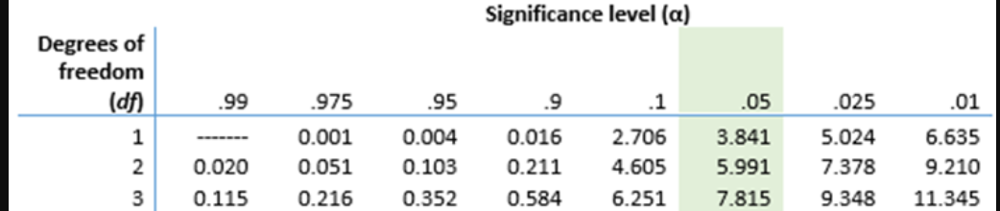 Significance level (α)
Degrees of
freedom
(df) .99 .975 .95 .9 .1 .05 .025 .01
1 ------- 0.001 0.004 0.016 2.706 3.841 5.024 6.635
2 0.020 0.051 0.103 0.211 4.605 5.991 7.378 9.210
3 0.115 0.216 0.352 0.584 6.251 7.815 9.348 11.345